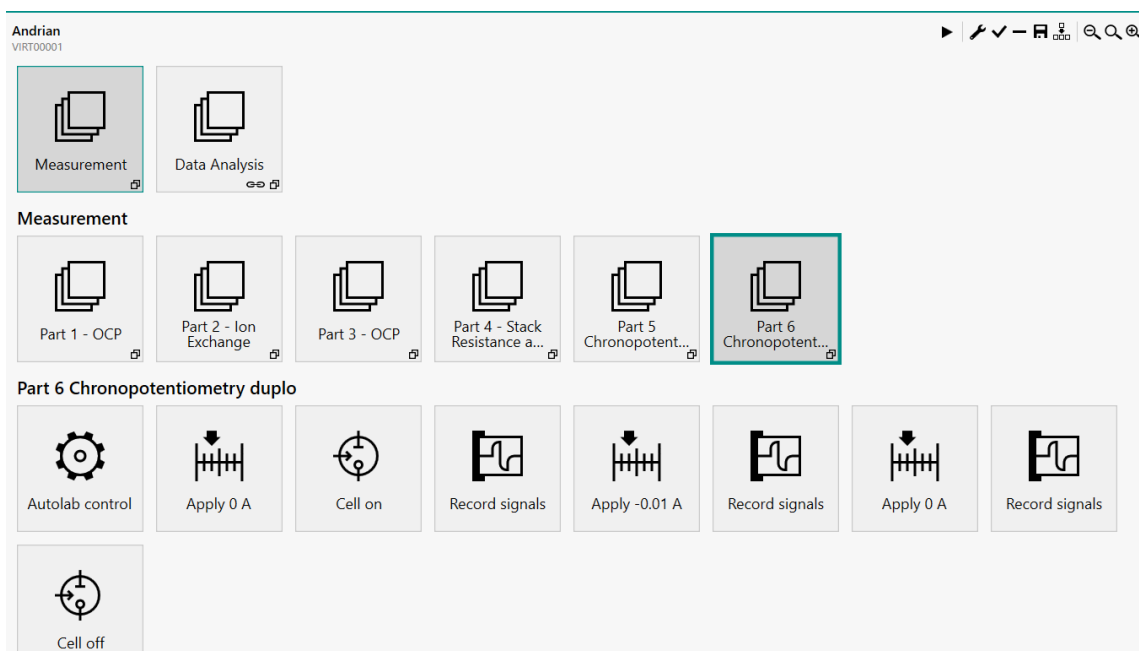 Andrian
VIRT00001
Measurement
Data Analysis
Measurement
Part 1 - OCP
Part 2 - Ion
Exchange
Part 3 - OCP
Part 4 - Stack
Resistance a...
Part 5
Chronopotent...
Part 6
Chronopotent...
Part 6 Chronopotentiometry duplo
Autolab control
Apply 0 A
Cell on
Record signals
Apply -0.01 A
Record signals
Apply 0 A
Record signals
Cell off